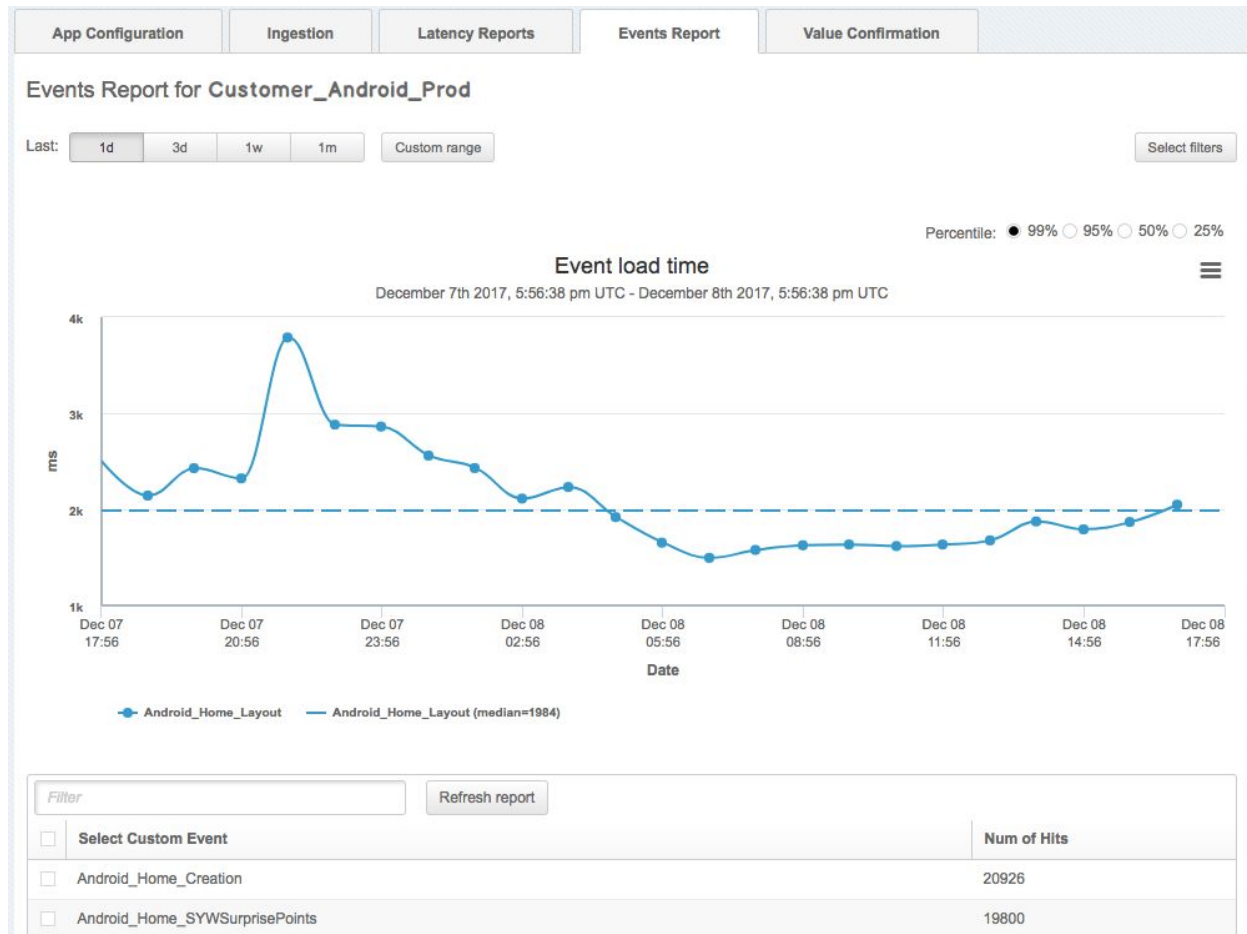 App Configuration Ingestion Latency Reports Events Report Value Confirmation
Events Report for Customer_Android_Prod
Last: 1d 3d 1w 1m Custom range Select filters
Percentile: 99% 95% 50% 25%
Event load time
December 7th 2017, 5:56:38 pm UTC - December 8th 2017, 5:56:38 pm UTC
4k
3k
ms
2k
1k
Dec 07 Dec 07 Dec 07 Dec 08 Dec 08 Dec 08 Dec 08 Dec 08 Dec 08
17:56 20:56 23:56 02:56 05:56 08:56 11:56 14:56 17:56
Date
Android_Home_Layout Android_Home_Layout (median=1984)
Filter Refresh report
Select Custom Event Num of Hits
Android_Home_Creation 20926
Android_Home_SYWSurprisePoints 19800